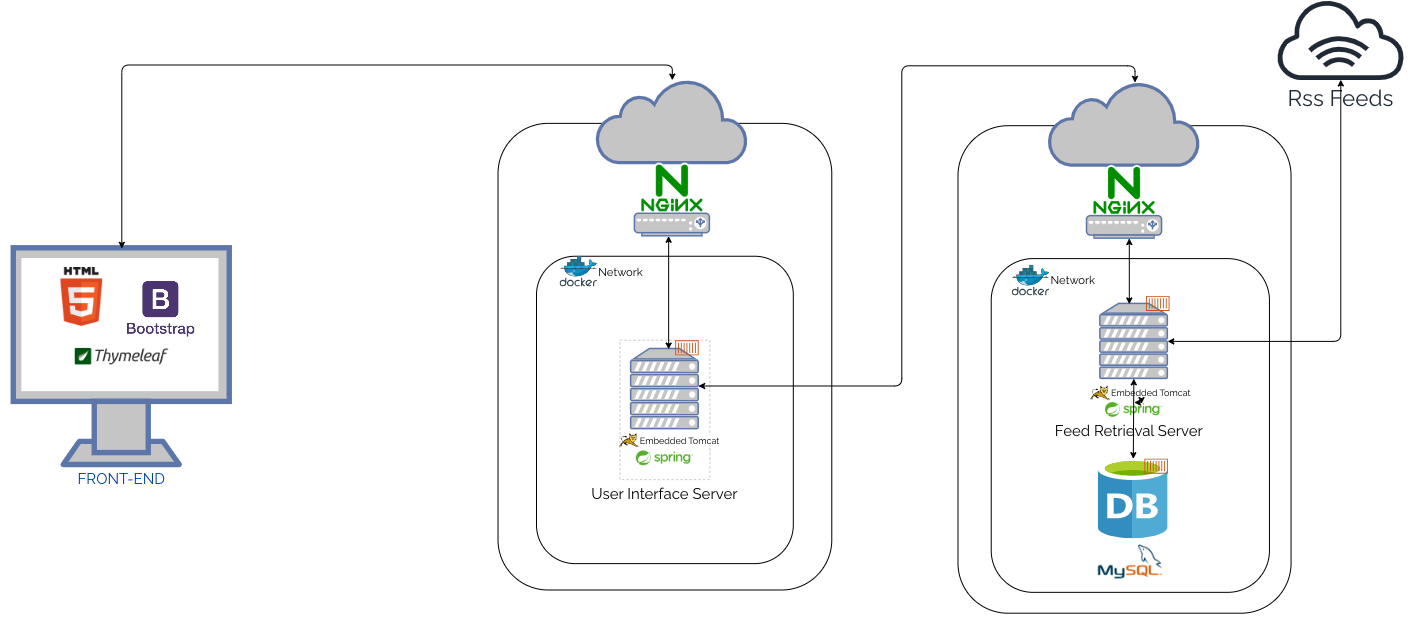 Rss Feeds
HTML
5
B
Bootstrap
Thymeleaf
FRONT-END
N
NGINX
docker
Network
Embedded Tomcat
spring
User Interface Server
N
NGINX
docker
Network
Embedded Tomcat
spring
Feed Retrieval Server
DB
MySQL